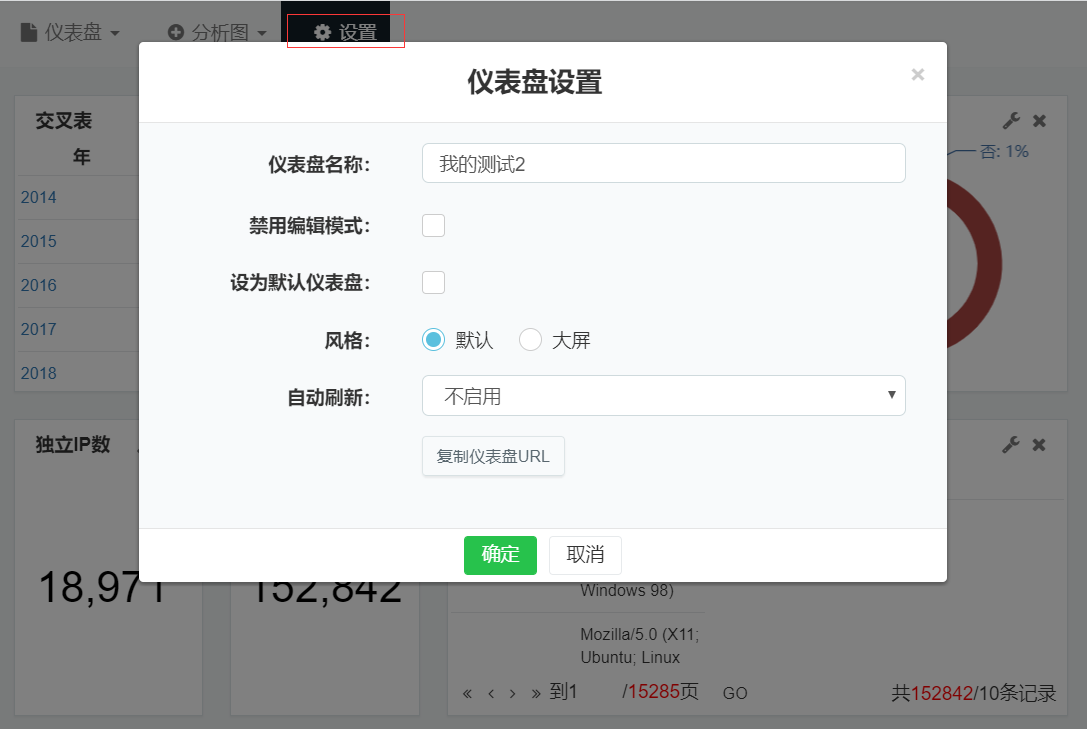 仪表盘 分析图 设置
仪表盘设置 ×
交叉表
年
2014
2015
2016
2017
2018
否: 1%
仪表盘名称: 我的测试2
禁用编辑模式:
设为默认仪表盘:
风格: 默认 大屏
自动刷新: 不启用
复制仪表盘URL
确定 取消
独立IP数
18,971
152,842
Windows 98)
Mozilla/5.0 (X11;
Ubuntu; Linux
« ‹ › » 到1 /15285页 GO 共152842/10条记录